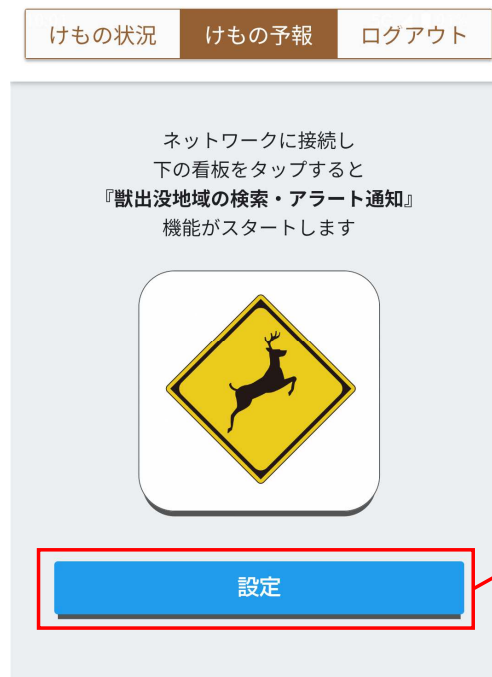 けもの状況 けもの予報 ログアウト
ネットワークに接続し
下の看板をタップすると
『獣出没地域の検索・アラート通知』
機能がスタートします
設定